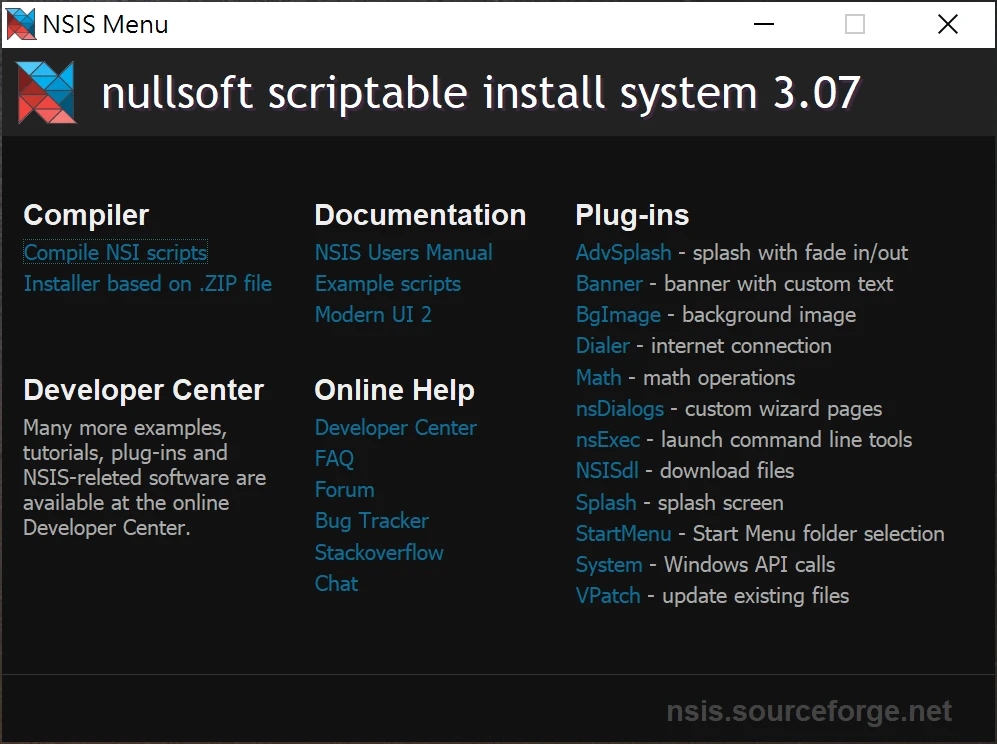 NSIS Menu
nullsoft scriptable install system 3.07
Compiler
Compile NSI scripts
Installer based on .ZIP file
Developer Center
Many more examples,
tutorials, plug-ins and
NSIS-releted software are
available at the online
Developer Center.
Documentation
NSIS Users Manual
Example scripts
Modern UI 2
Online Help
Developer Center
FAQ
Forum
Bug Tracker
Stackoverflow
Chat
Plug-ins
AdvSplash - splash with fade in/out
Banner - banner with custom text
BgImage - background image
Dialer - internet connection
Math - math operations
nsDialogs - custom wizard pages
nsExec - launch command line tools
NSISdl - download files
Splash - splash screen
StartMenu - Start Menu folder selection
System - Windows API calls
VPatch - update existing files
nsis.sourceforge.net